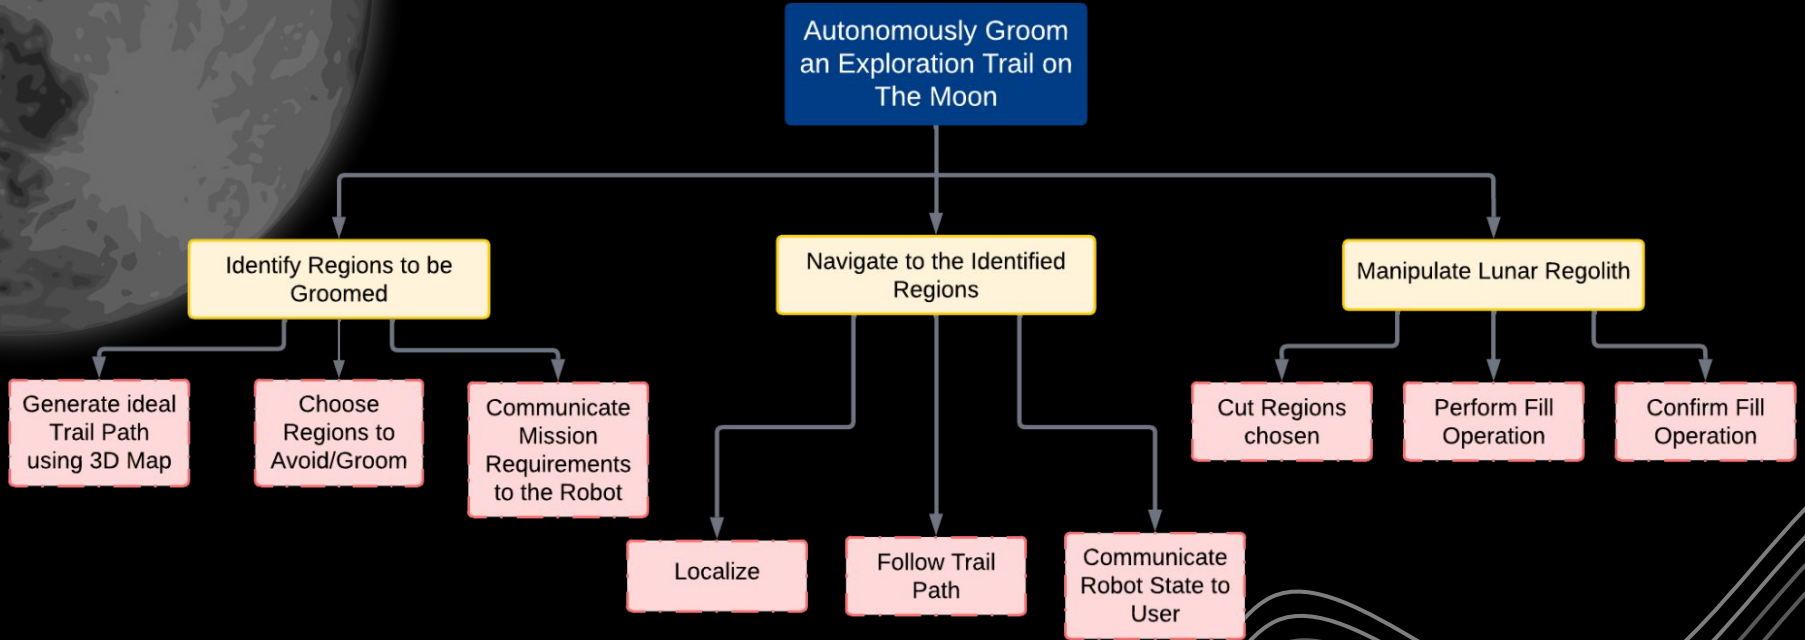 Autonomously Groom
an Exploration Trail on
The Moon
Identify Regions to be
Groomed
Navigate to the Identified
Regions
Manipulate Lunar Regolith
Generate ideal
Trail Path
using 3D Map
Choose
Regions to
Avoid/Groom
Communicate
Mission
Requirements
to the Robot
Localize
Follow Trail
Path
Communicate
Robot State to
User
Cut Regions
chosen
Perform Fill
Operation
Confirm Fill
Operation